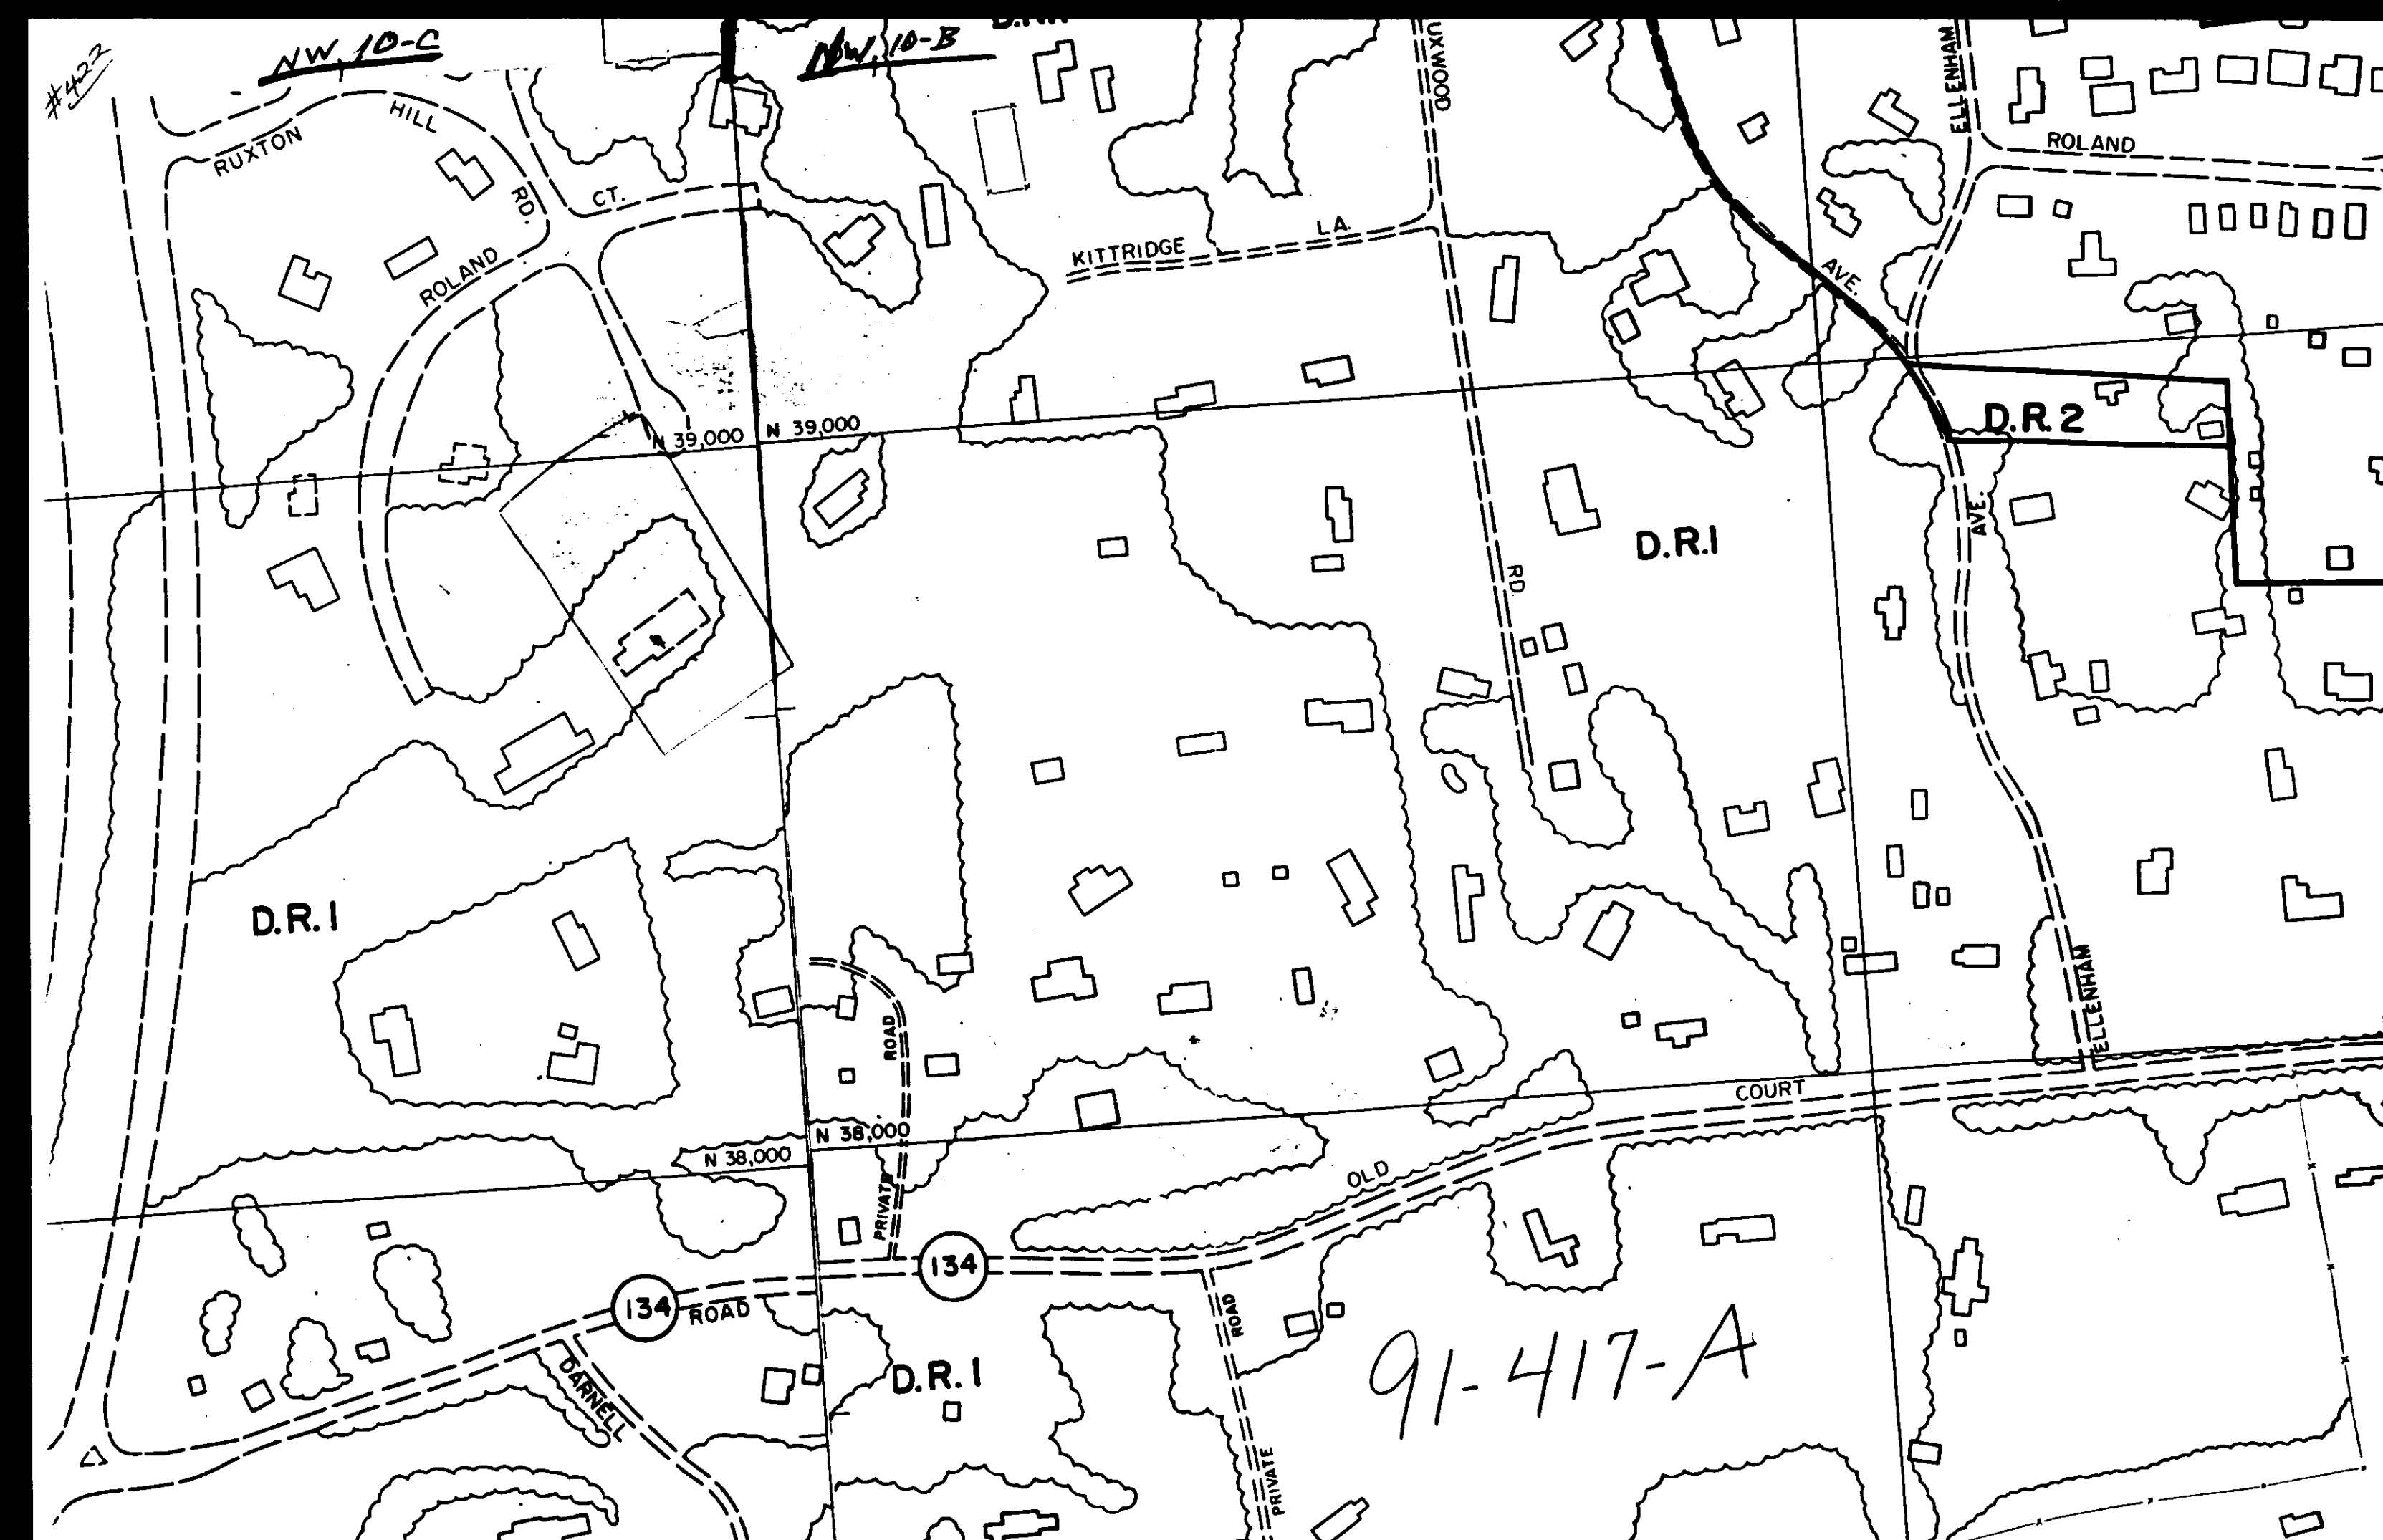 #422
NW. 10-C
NW. 10-B
UXWOOD
ELLENHAM
HILL
RUXTON
ROLAND
RD.
CT.
KITTRIDGE LA.
ROLAND
AVE.
D.R.2
N 39,000
N 39,000
AVE.
D.R.1
RD.
D.R.1
ROAD
ELLENHAM
COURT
N 38,000
N 38,000
OLD
PRIVATE
134
134
ROAD
ROAD
DARNELL
D.R.1
91-417-A
PRIVATE